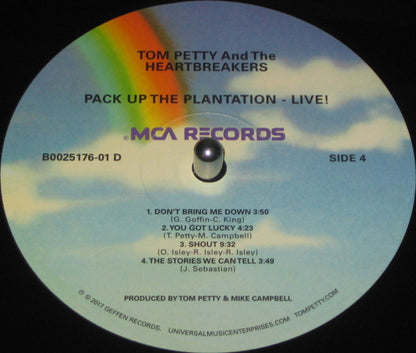 TOM PETTY And The
HEARTBREAKERS
PACK UP THE PLANTATION - LIVE!
®MCA RECORDS
B0025176-01 D
SIDE 4
1. DON'T BRING ME DOWN 3:50
(G. Goffin-C. King)
2. YOU GOT LUCKY 4:23
(T. Petty-M. Campbell)
3. SHOUT 9:32
(O. Isley-R. Isley-R. Isley)
4. THE STORIES WE CAN TELL 3:49
(J. Sebastian)
PRODUCED BY TOM PETTY & MIKE CAMPBELL
℗ © 2017 GEFFEN RECORDS. UNIVERSALMUSICENTERPRISES.COM TOMPETTY.COM